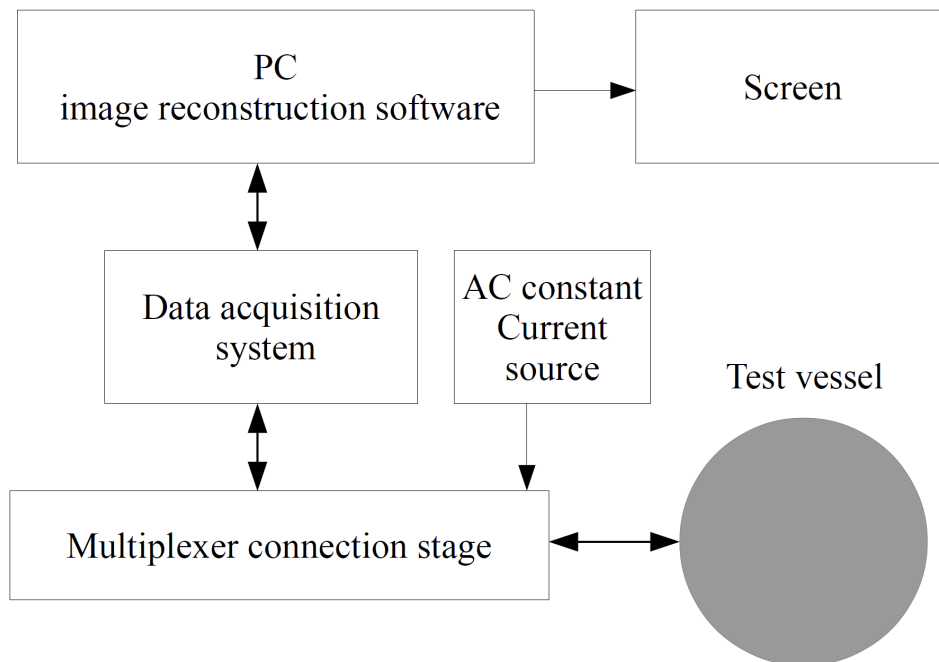 PC
image reconstruction software
Screen
Data acquisition
system
AC constant
Current
source
Test vessel
Multiplexer connection stage